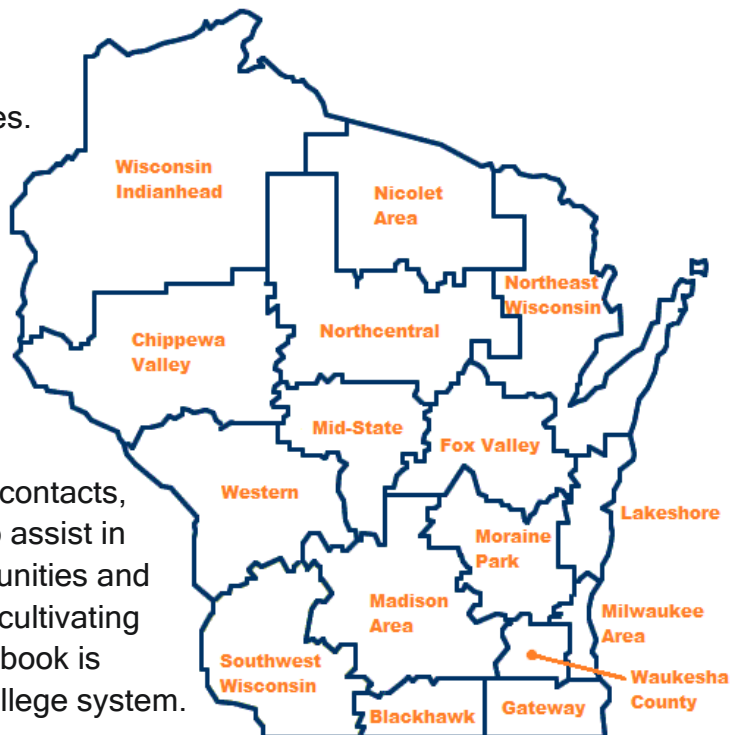 es.
Wisconsin
Indianhead
Nicolet
Area
Northeast
Wisconsin
Chippewa
Valley
Northcentral
Mid-State
Fox Valley
Western
Lakeshore
Moraine
Park
Madison
Area
Milwaukee
Area
Southwest
Wisconsin
Waukesha
County
Blackhawk
Gateway
contacts,
assist in
unities and
cultivating
book is
ollege system.